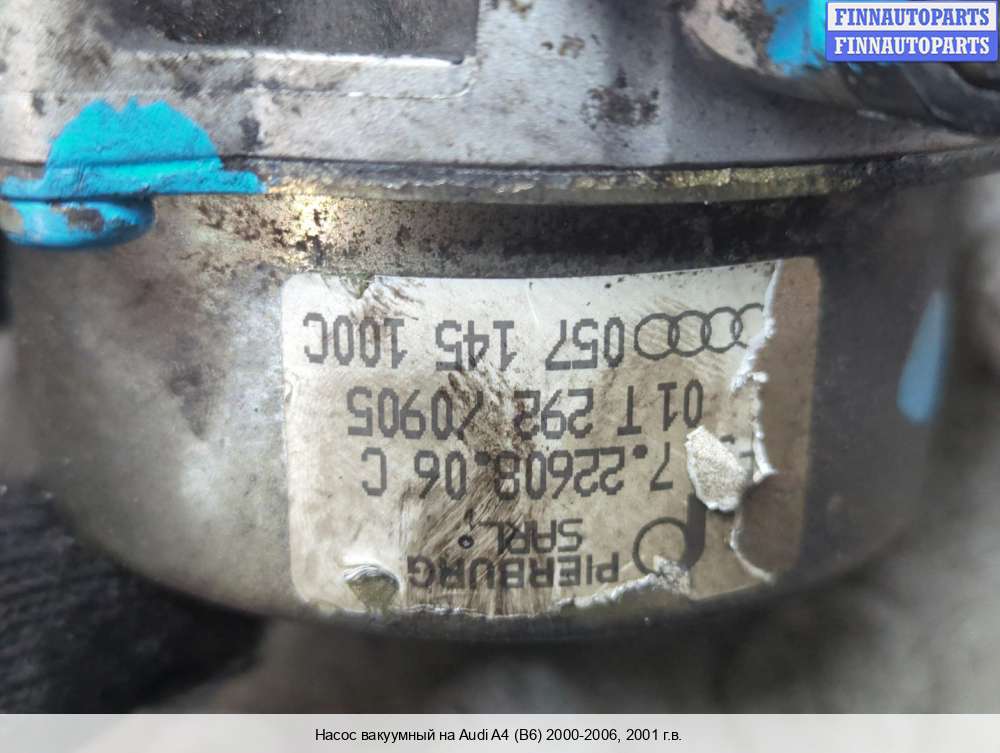 FINNAUTOPARTS
FINNAUTOPARTS
PIERBURG
SARL
7.22608.06 C
01T 292 /0905
057 145 100C
Насос вакуумный на Audi A4 (B6) 2000-2006, 2001 г.в.